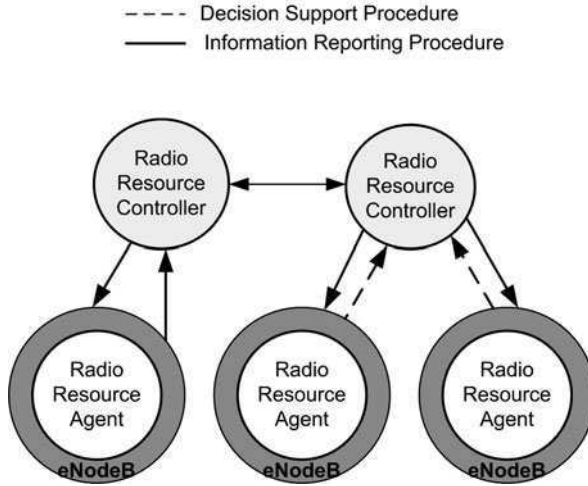 Decision Support Procedure
Information Reporting Procedure
Radio
Resource
Controller
Radio
Resource
Controller
Radio
Resource
Agent
eNodeB
Radio
Resource
Agent
eNodeB
Radio
Resource
Agent
eNodeB